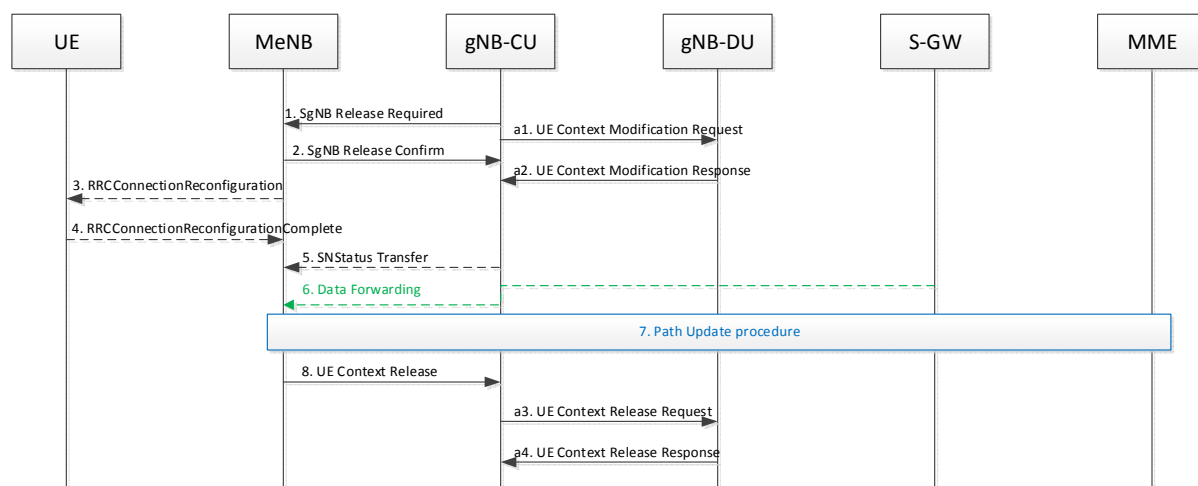 UE
MeNB
gNB-CU
gNB-DU
S-GW
MME
1. SgNB Release Required
a1. UE Context Modification Request
2. SgNB Release Confirm
a2. UE Context Modification Response
3. RRCConnectionReconfiguration
4. RRCConnectionReconfigurationComplete
5. SNStatus Transfer
6. Data Forwarding
7. Path Update procedure
8. UE Context Release
a3. UE Context Release Request
a4. UE Context Release Response